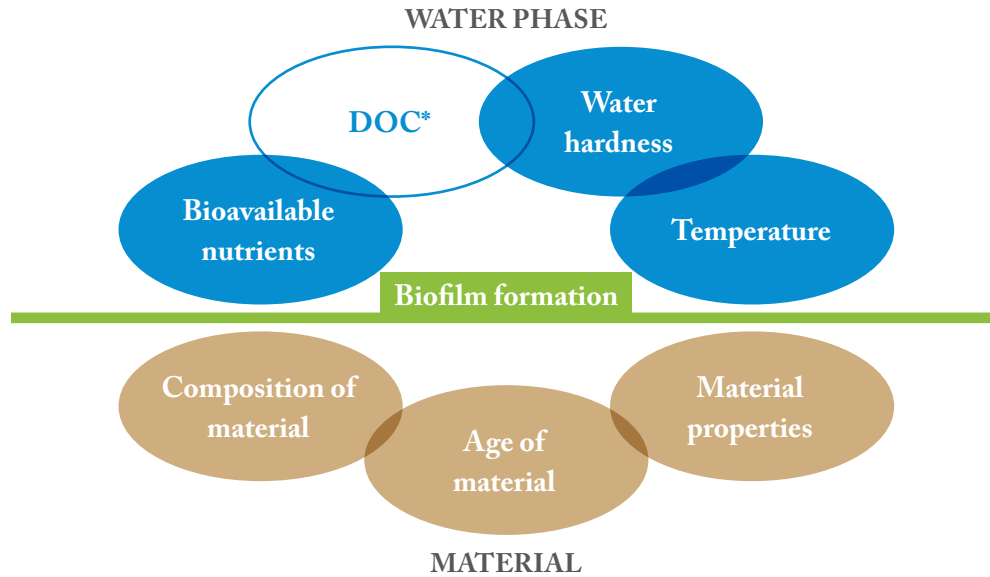 WATER PHASE
DOC*
Water
hardness
Bioavailable
nutrients
Temperature
Biofilm formation
Composition of
material
Age of
material
Material
properties
MATERIAL